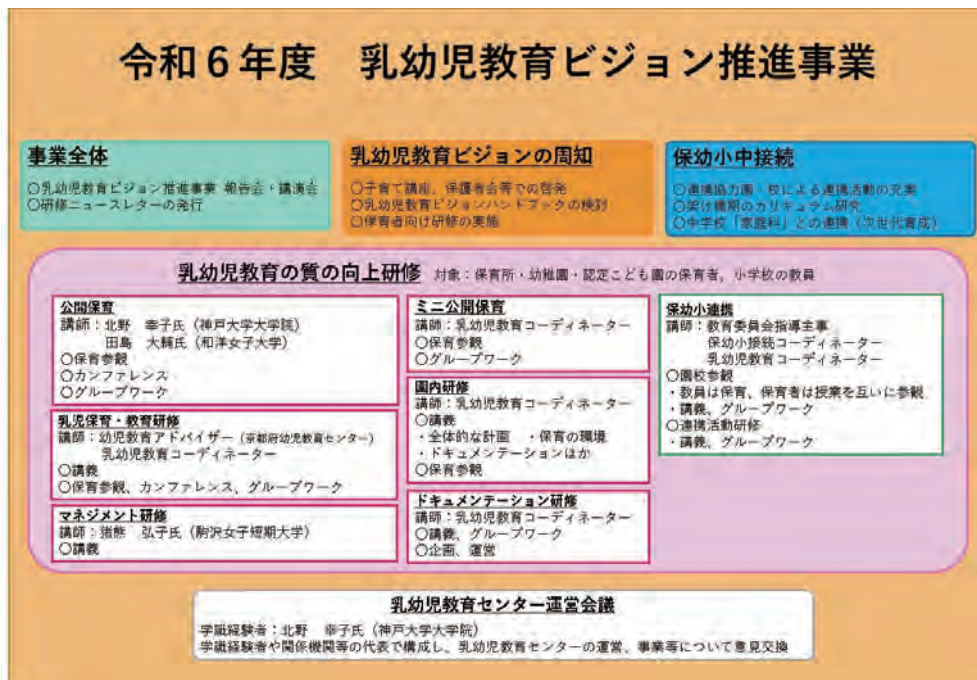 令和６年度　乳幼児教育ビジョン推進事業
事業全体
〇乳幼児教育ビジョン推進事業 報告会・講演会
〇研修ニュースレターの発行
乳幼児教育ビジョンの周知
〇子育て講座、保護者会等での啓発
〇乳幼児教育ビジョンハンドブックの検討
〇保育者向け研修の実施
保幼小中接続
〇連携協力園・校による連携活動の充実
〇架け橋期のカリキュラム研究
〇中学校「家庭科」との連携（次世代育成）
乳幼児教育の質の向上研修　対象：保育所・幼稚園・認定こども園の保育者，小学校の教員
公開保育
講師：北野　幸子氏（神戸大学大学院）
田島　大輔氏（和洋女子大学）
〇保育参観
〇カンファレンス
〇グループワーク
乳児保育・教育研修
講師：幼児教育アドバイザー（京都府幼児教育センター）
乳幼児教育コーディネーター
〇講義
〇保育参観、カンファレンス、グループワーク
マネジメント研修
講師：猪熊　弘子氏（駒沢女子短期大学）
〇講義
ミニ公開保育
講師：乳幼児教育コーディネーター
〇保育参観
〇グループワーク
園内研修
講師：乳幼児教育コーディネーター
〇講義
・全体的な計画　・保育の環境
・ドキュメンテーションほか
〇保育参観
ドキュメンテーション研修
講師：乳幼児教育コーディネーター
〇講義、グループワーク
〇企画、運営
保幼小連携
講師：教育委員会指導主事
保幼小接続コーディネーター
乳幼児教育コーディネーター
〇園校参観
・教員は保育、保育者は授業を互いに参観
・講義、グループワーク
〇連携活動研修
・講義、グループワーク
乳幼児教育センター運営会議
学識経験者：北野　幸子氏（神戸大学大学院）
学識経験者や関係機関等の代表で構成し、乳幼児教育センターの運営、事業等について意見交換